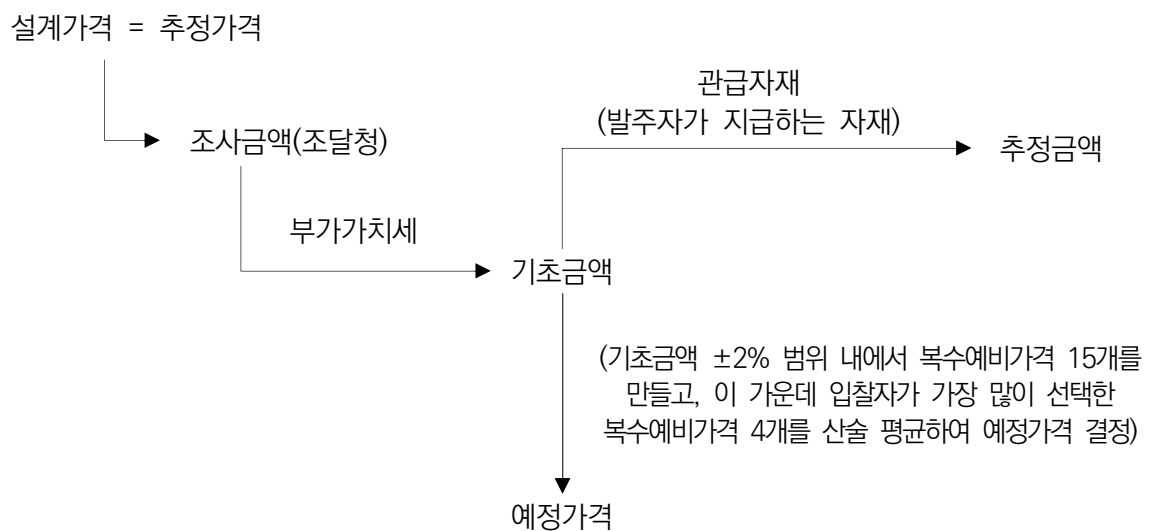 설계가격 = 추정가격
관급자재
(발주자가 지급하는 자재)
조사금액(조달청)
추정금액
부가가치세
기초금액
(기초금액 ±2% 범위 내에서 복수예비가격 15개를
만들고, 이 가운데 입찰자가 가장 많이 선택한
복수예비가격 4개를 산술 평균하여 예정가격 결정)
예정가격